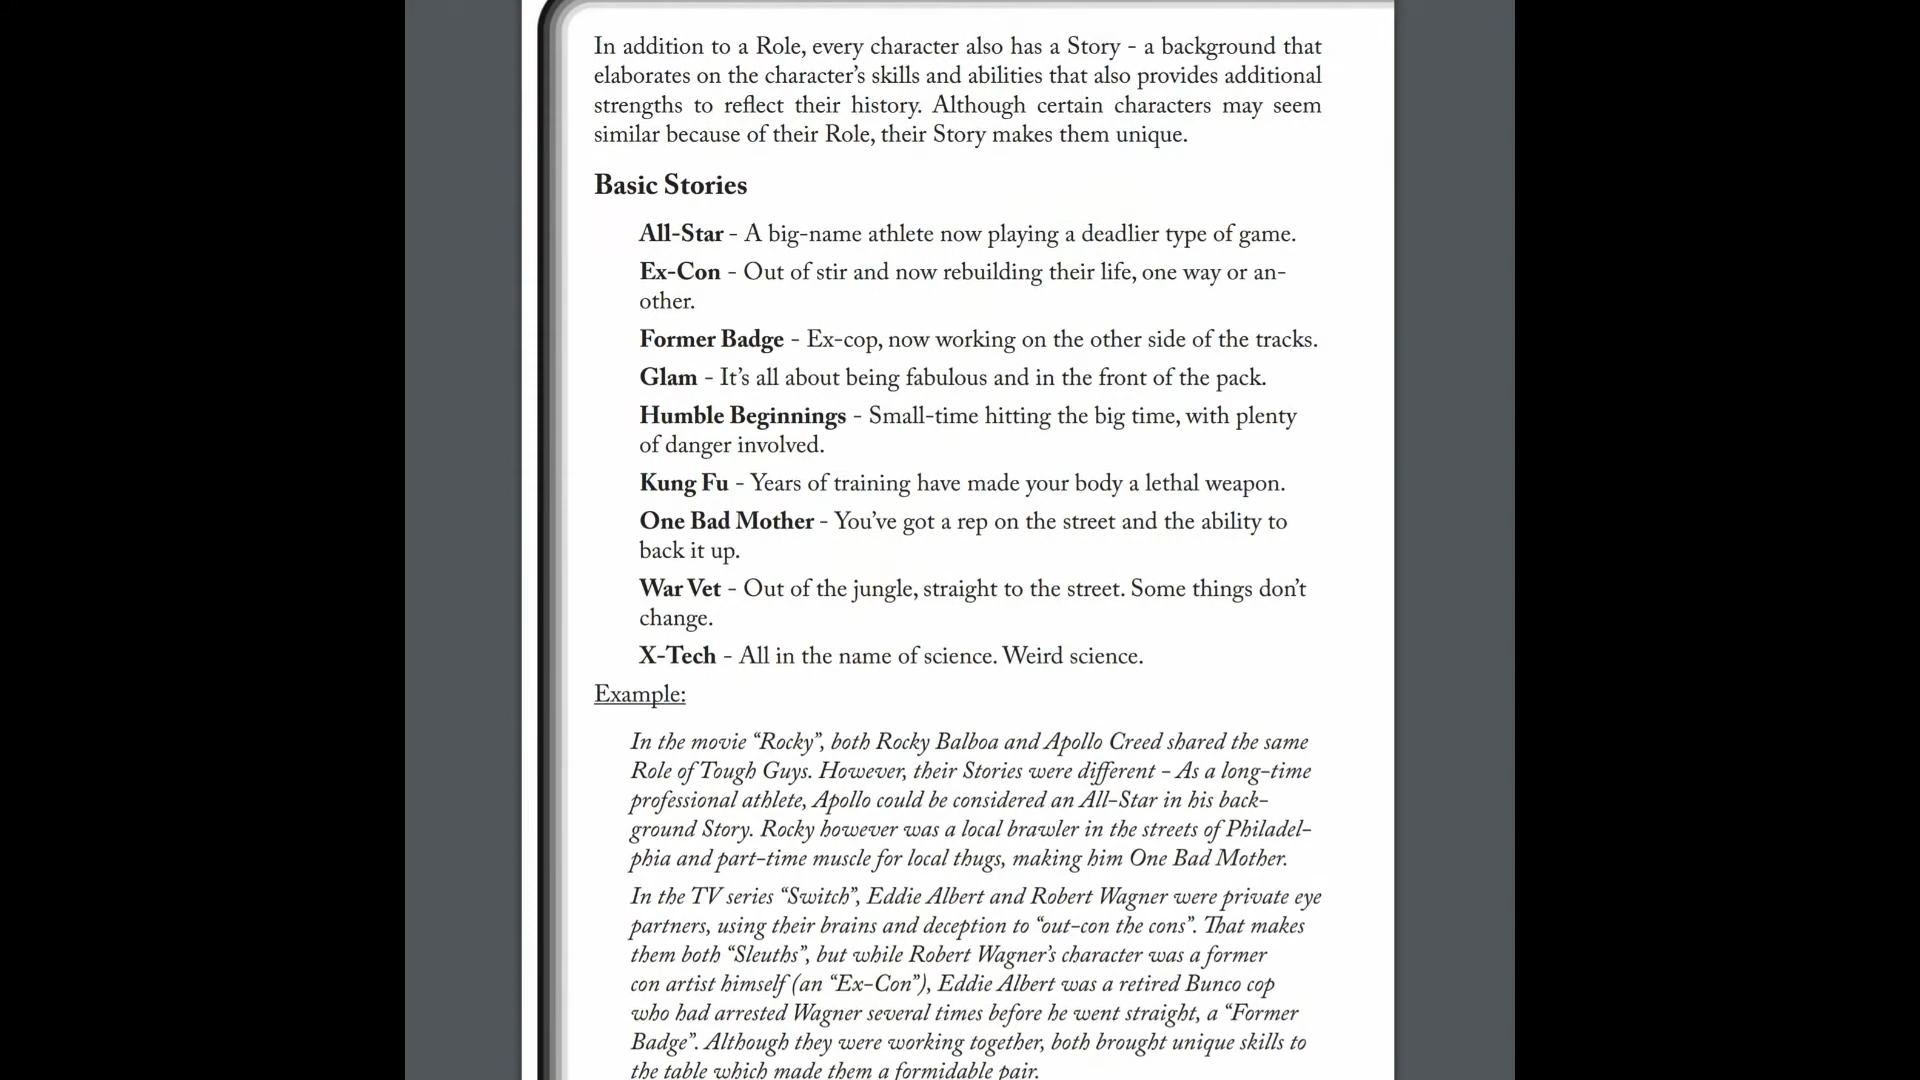 In addition to a Role, every character also has a Story - a background that
elaborates on the character's skills and abilities that also provides additional
strengths to reflect their history. Although certain characters may seem
similar because of their Role, their Story makes them unique.
Basic Stories
All-Star - A big-name athlete now playing a deadlier type of game.
Ex-Con - Out of stir and now rebuilding their life, one way or an-
other.
Former Badge - Ex-cop, now working on the other side of the tracks.
Glam - It's all about being fabulous and in the front of the pack.
Humble Beginnings - Small-time hitting the big time, with plenty
of danger involved.
Kung Fu - Years of training have made your body a lethal weapon.
One Bad Mother - You've got a rep on the street and the ability to
back it up.
War Vet - Out of the jungle, straight to the street. Some things don't
change.
X-Tech - All in the name of science. Weird science.
Example:
In the movie “Rocky”, both Rocky Balboa and Apollo Creed shared the same
Role of Tough Guys. However, their Stories were different - As a long-time
professional athlete, Apollo could be considered an All-Star in his back-
ground Story. Rocky however was a local brawler in the streets of Philadel-
phia and part-time muscle for local thugs, making him One Bad Mother.
In the TV series “Switch”, Eddie Albert and Robert Wagner were private eye
partners, using their brains and deception to “out-con the cons”. That makes
them both “Sleuths”, but while Robert Wagner's character was a former
con artist himself (an “Ex-Con”), Eddie Albert was a retired Bunco cop
who had arrested Wagner several times before he went straight, a “Former
Badge”. Although they were working together, both brought unique skills to
the table which made them a formidable pair.